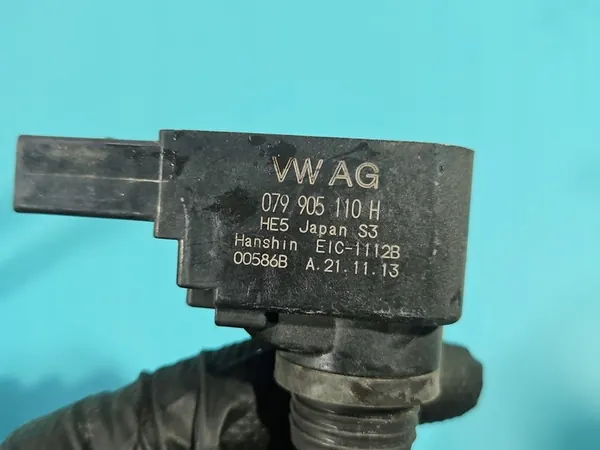 VW AG
079 905 110 H
HE5 Japan S3
Hanshin EIC-1112B
00586B A.21.11.13